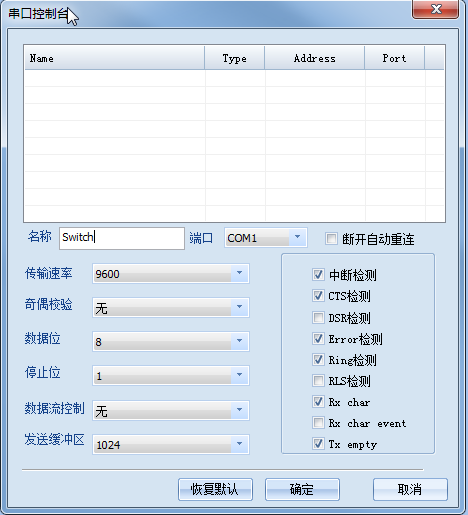 串口控制台
Name Type Address Port
名称 Switch 端口 COM1 断开自动重连
传输速率 9600
奇偶校验 无
数据位 8
停止位 1
数据流控制 无
发送缓冲区 1024
中断检测
CTS检测
DSR检测
Error检测
Ring检测
RLS检测
Rx char
Rx char event
Tx empty
恢复默认 确定 取消